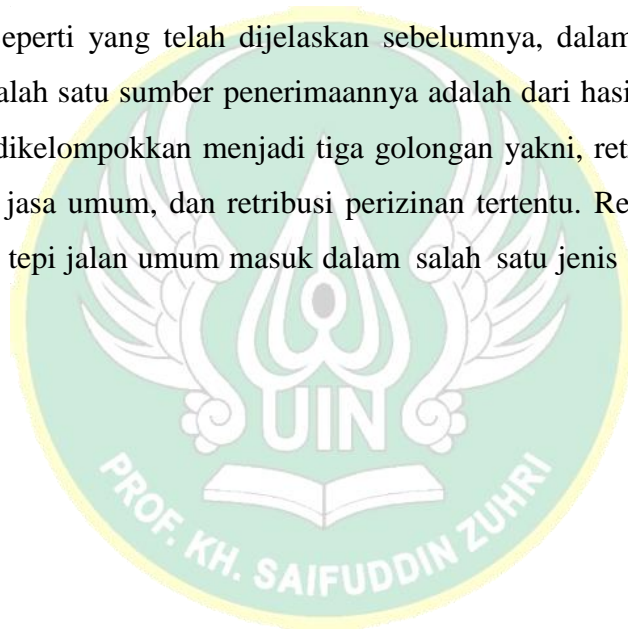 eperti yang telah dijelaskan sebelumnya, dalam
alah satu sumber penerimaannya adalah dari hasi
dikelompokkan menjadi tiga golongan yakni, ret
jasa umum, dan retribusi perizinan tertentu. Re
tepi jalan umum masuk dalam salah satu jenis
UIN
PROF. KH. SAIFUDDIN ZUHRI